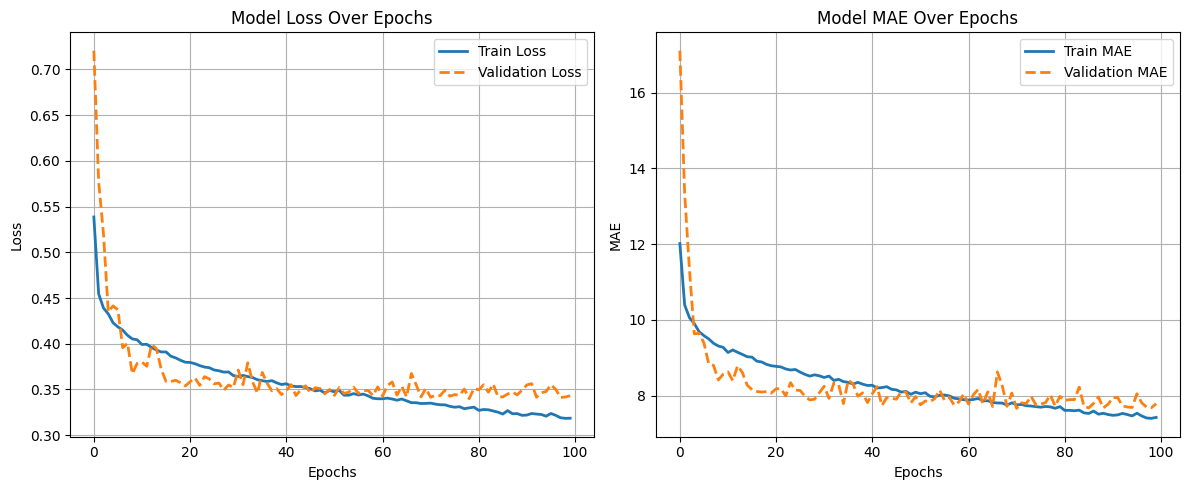 Model Loss Over Epochs
Train Loss
Validation Loss
Loss
0.70
0.65
0.60
0.55
0.50
0.45
0.40
0.35
0.30
0 20 40 60 80 100
Epochs
Model MAE Over Epochs
Train MAE
Validation MAE
MAE
16
14
12
10
8
0 20 40 60 80 100
Epochs